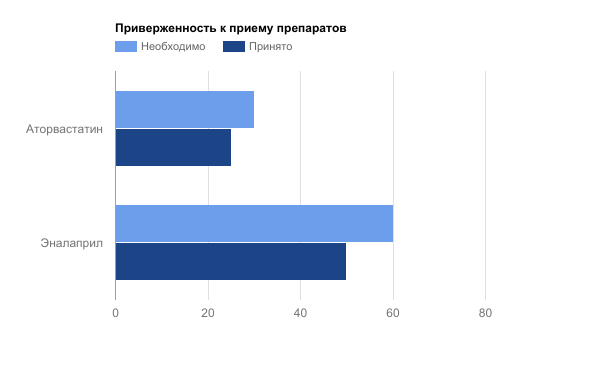 Приверженность к приему препаратов
Необходимо Принято
Аторвастатин
Эналаприл
0 20 40 60 80